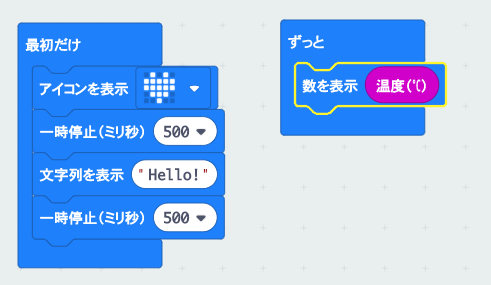 最初だけ
アイコンを表示
一時停止(ミリ秒) 500
文字列を表示 "Hello!"
一時停止(ミリ秒) 500
ずっと
数を表示 温度(℃)